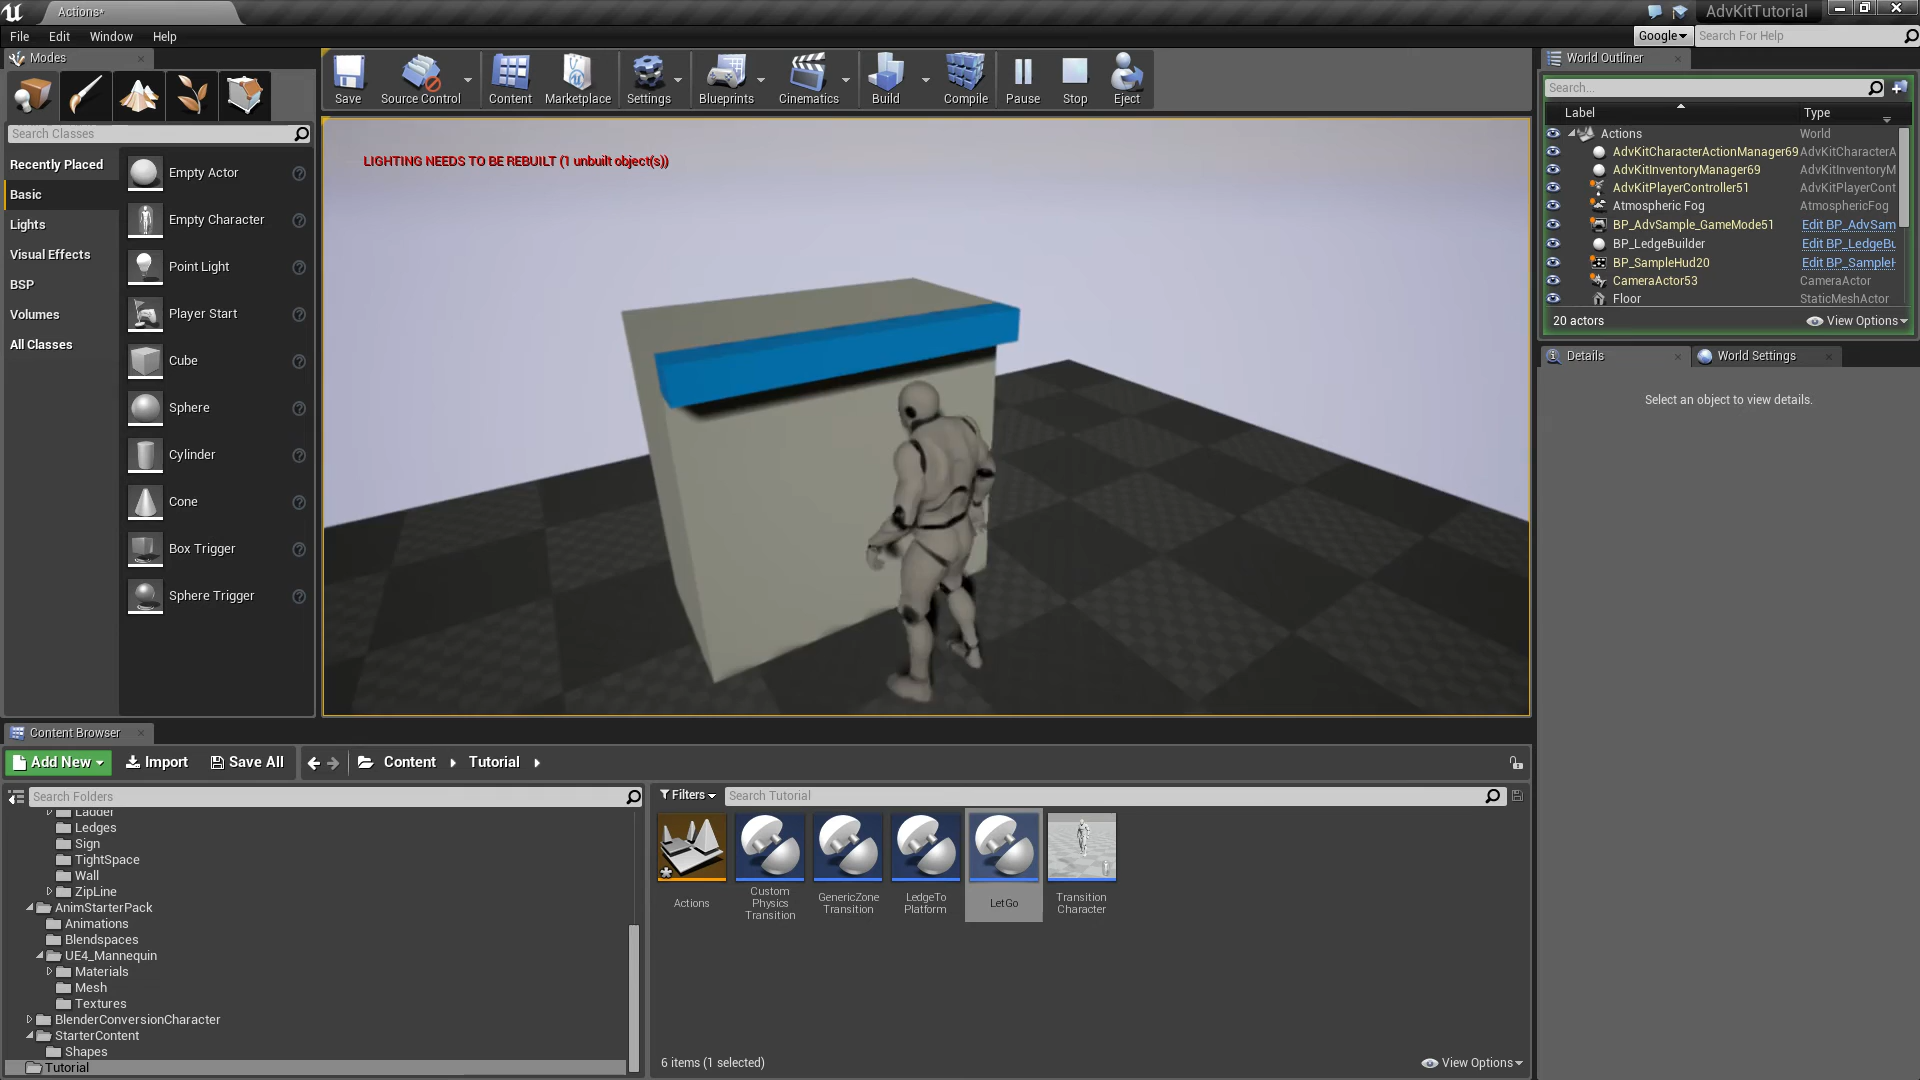 Actions*
AdvKitTutorial
File Edit Window Help
Google Search For Help
Modes
Save
Source Control
Content
Marketplace
Settings
Blueprints
Cinematics
Build
Compile
Pause
Stop
Eject
World Outliner
Search...
Search Classes
Label Type
Recently Placed
Basic
Lights
Visual Effects
BSP
Volumes
All Classes
Empty Actor
Empty Character
Point Light
Player Start
Cube
Sphere
Cylinder
Cone
Box Trigger
Sphere Trigger
LIGHTING NEEDS TO BE REBUILT (1 unbuilt object(s))
Actions World
AdvKitCharacterActionManager69 AdvKitCharacterA
AdvKitInventoryManager69 AdvKitInventoryM
AdvKitPlayerController51 AdvKitPlayerCont
Atmospheric Fog AtmosphericFog
BP_AdvSample_GameMode51 Edit BP_AdvSam
BP_LedgeBuilder Edit BP_LedgeBu
BP_SampleHud20 Edit BP_SampleH
CameraActor53 CameraActor
Floor StaticMeshActor
20 actors View Options
Details World Settings
Select an object to view details.
Content Browser
Add New Import Save All Content Tutorial
Search Folders
Ladder
Ledges
Sign
TightSpace
Wall
ZipLine
AnimStarterPack
Animations
Blendspaces
UE4_Mannequin
Materials
Mesh
Textures
BlenderConversionCharacter
StarterContent
Shapes
Tutorial
Filters Search Tutorial
Actions
Custom
Physics
Transition
GenericZone
Transition
LedgeTo
Platform
LetGo
Transition
Character
6 items (1 selected) View Options